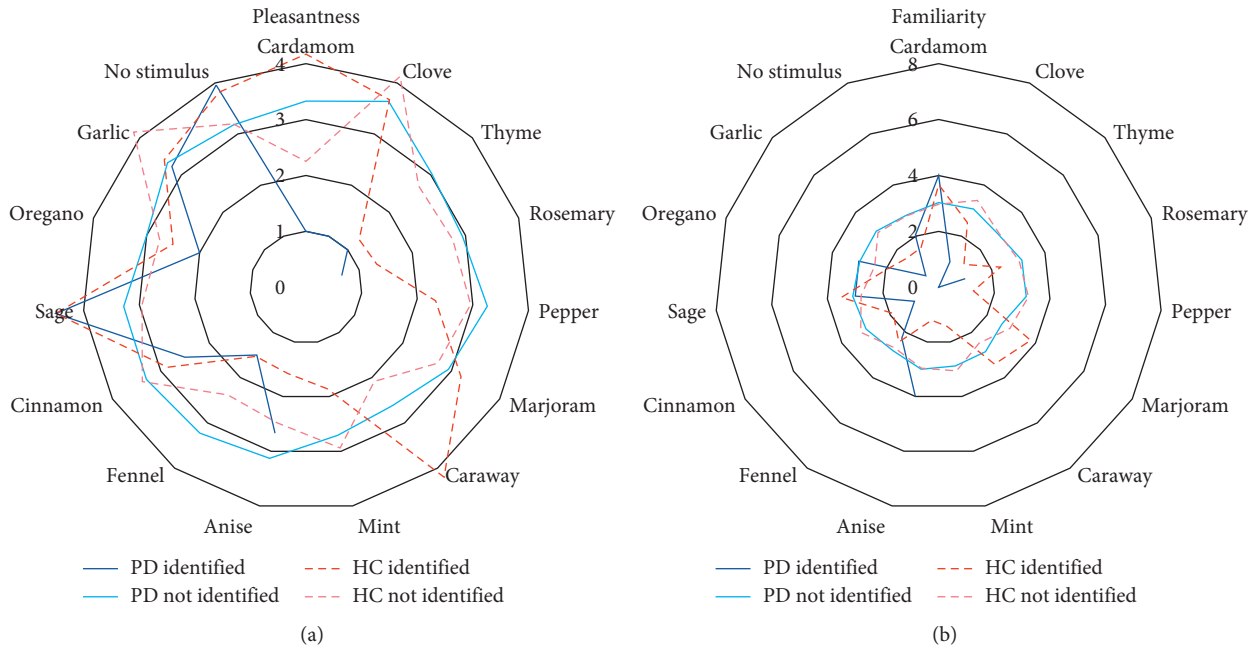 Pleasantness
Cardamom
Clove
Thyme
Rosemary
Pepper
Marjoram
Caraway
Mint
Anise
Fennel
Cinnamon
Sage
Oregano
Garlic
No stimulus
4
3
2
1
0
PD identified
PD not identified
HC identified
HC not identified
(a)
Familiarity
Cardamom
Clove
Thyme
Rosemary
Pepper
Marjoram
Caraway
Mint
Anise
Fennel
Cinnamon
Sage
Oregano
Garlic
No stimulus
8
6
4
2
0
PD identified
PD not identified
HC identified
HC not identified
(b)